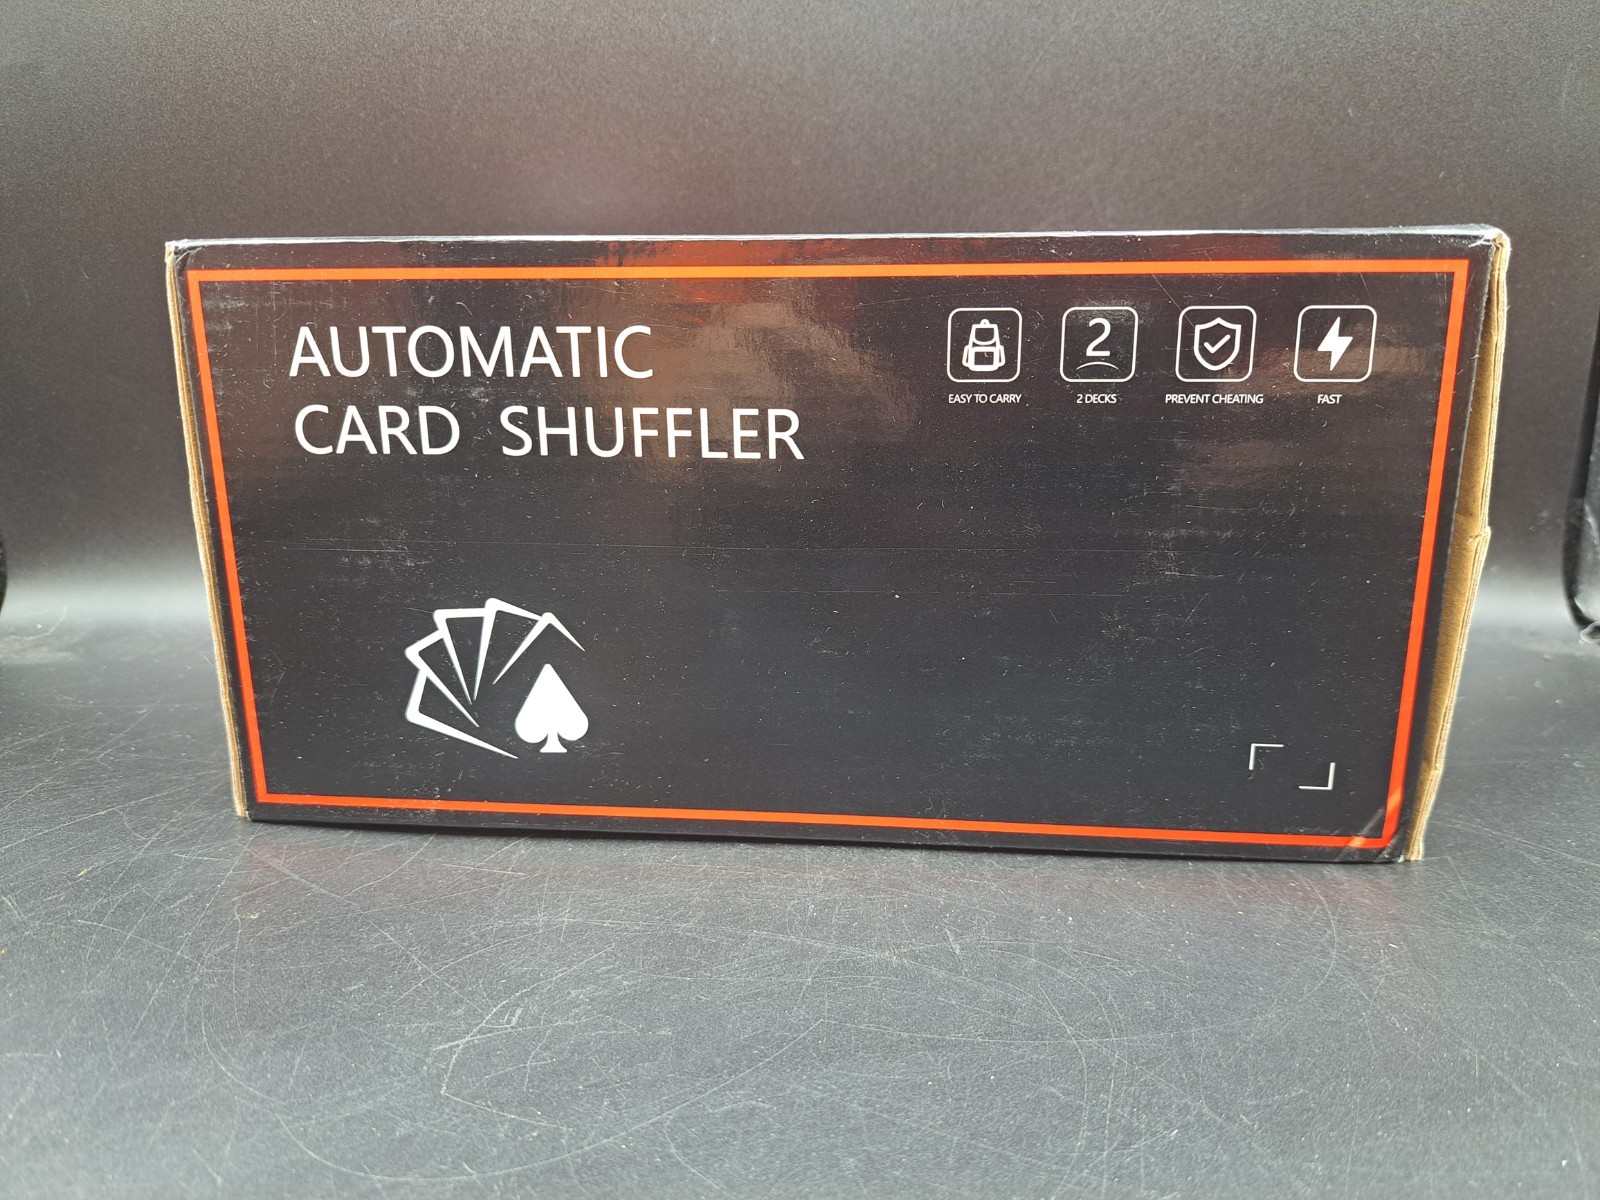 AUTOMATIC
CARD SHUFFLER
2
EASY TO CARRY
2 DECKS
PREVENT CHEATING
FAST